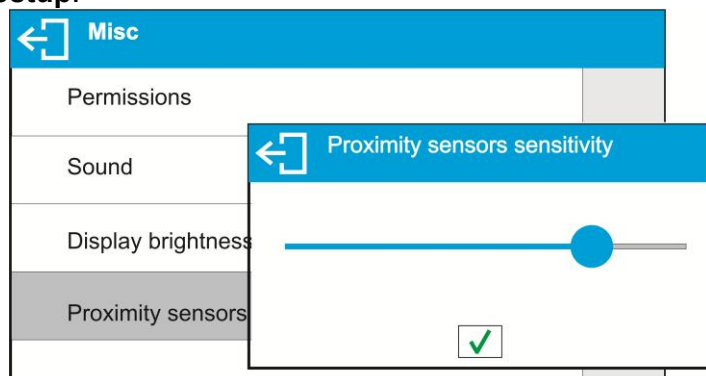 Misc
Permissions
Sound
Display brightness
Proximity sensors
Proximity sensors sensitivity